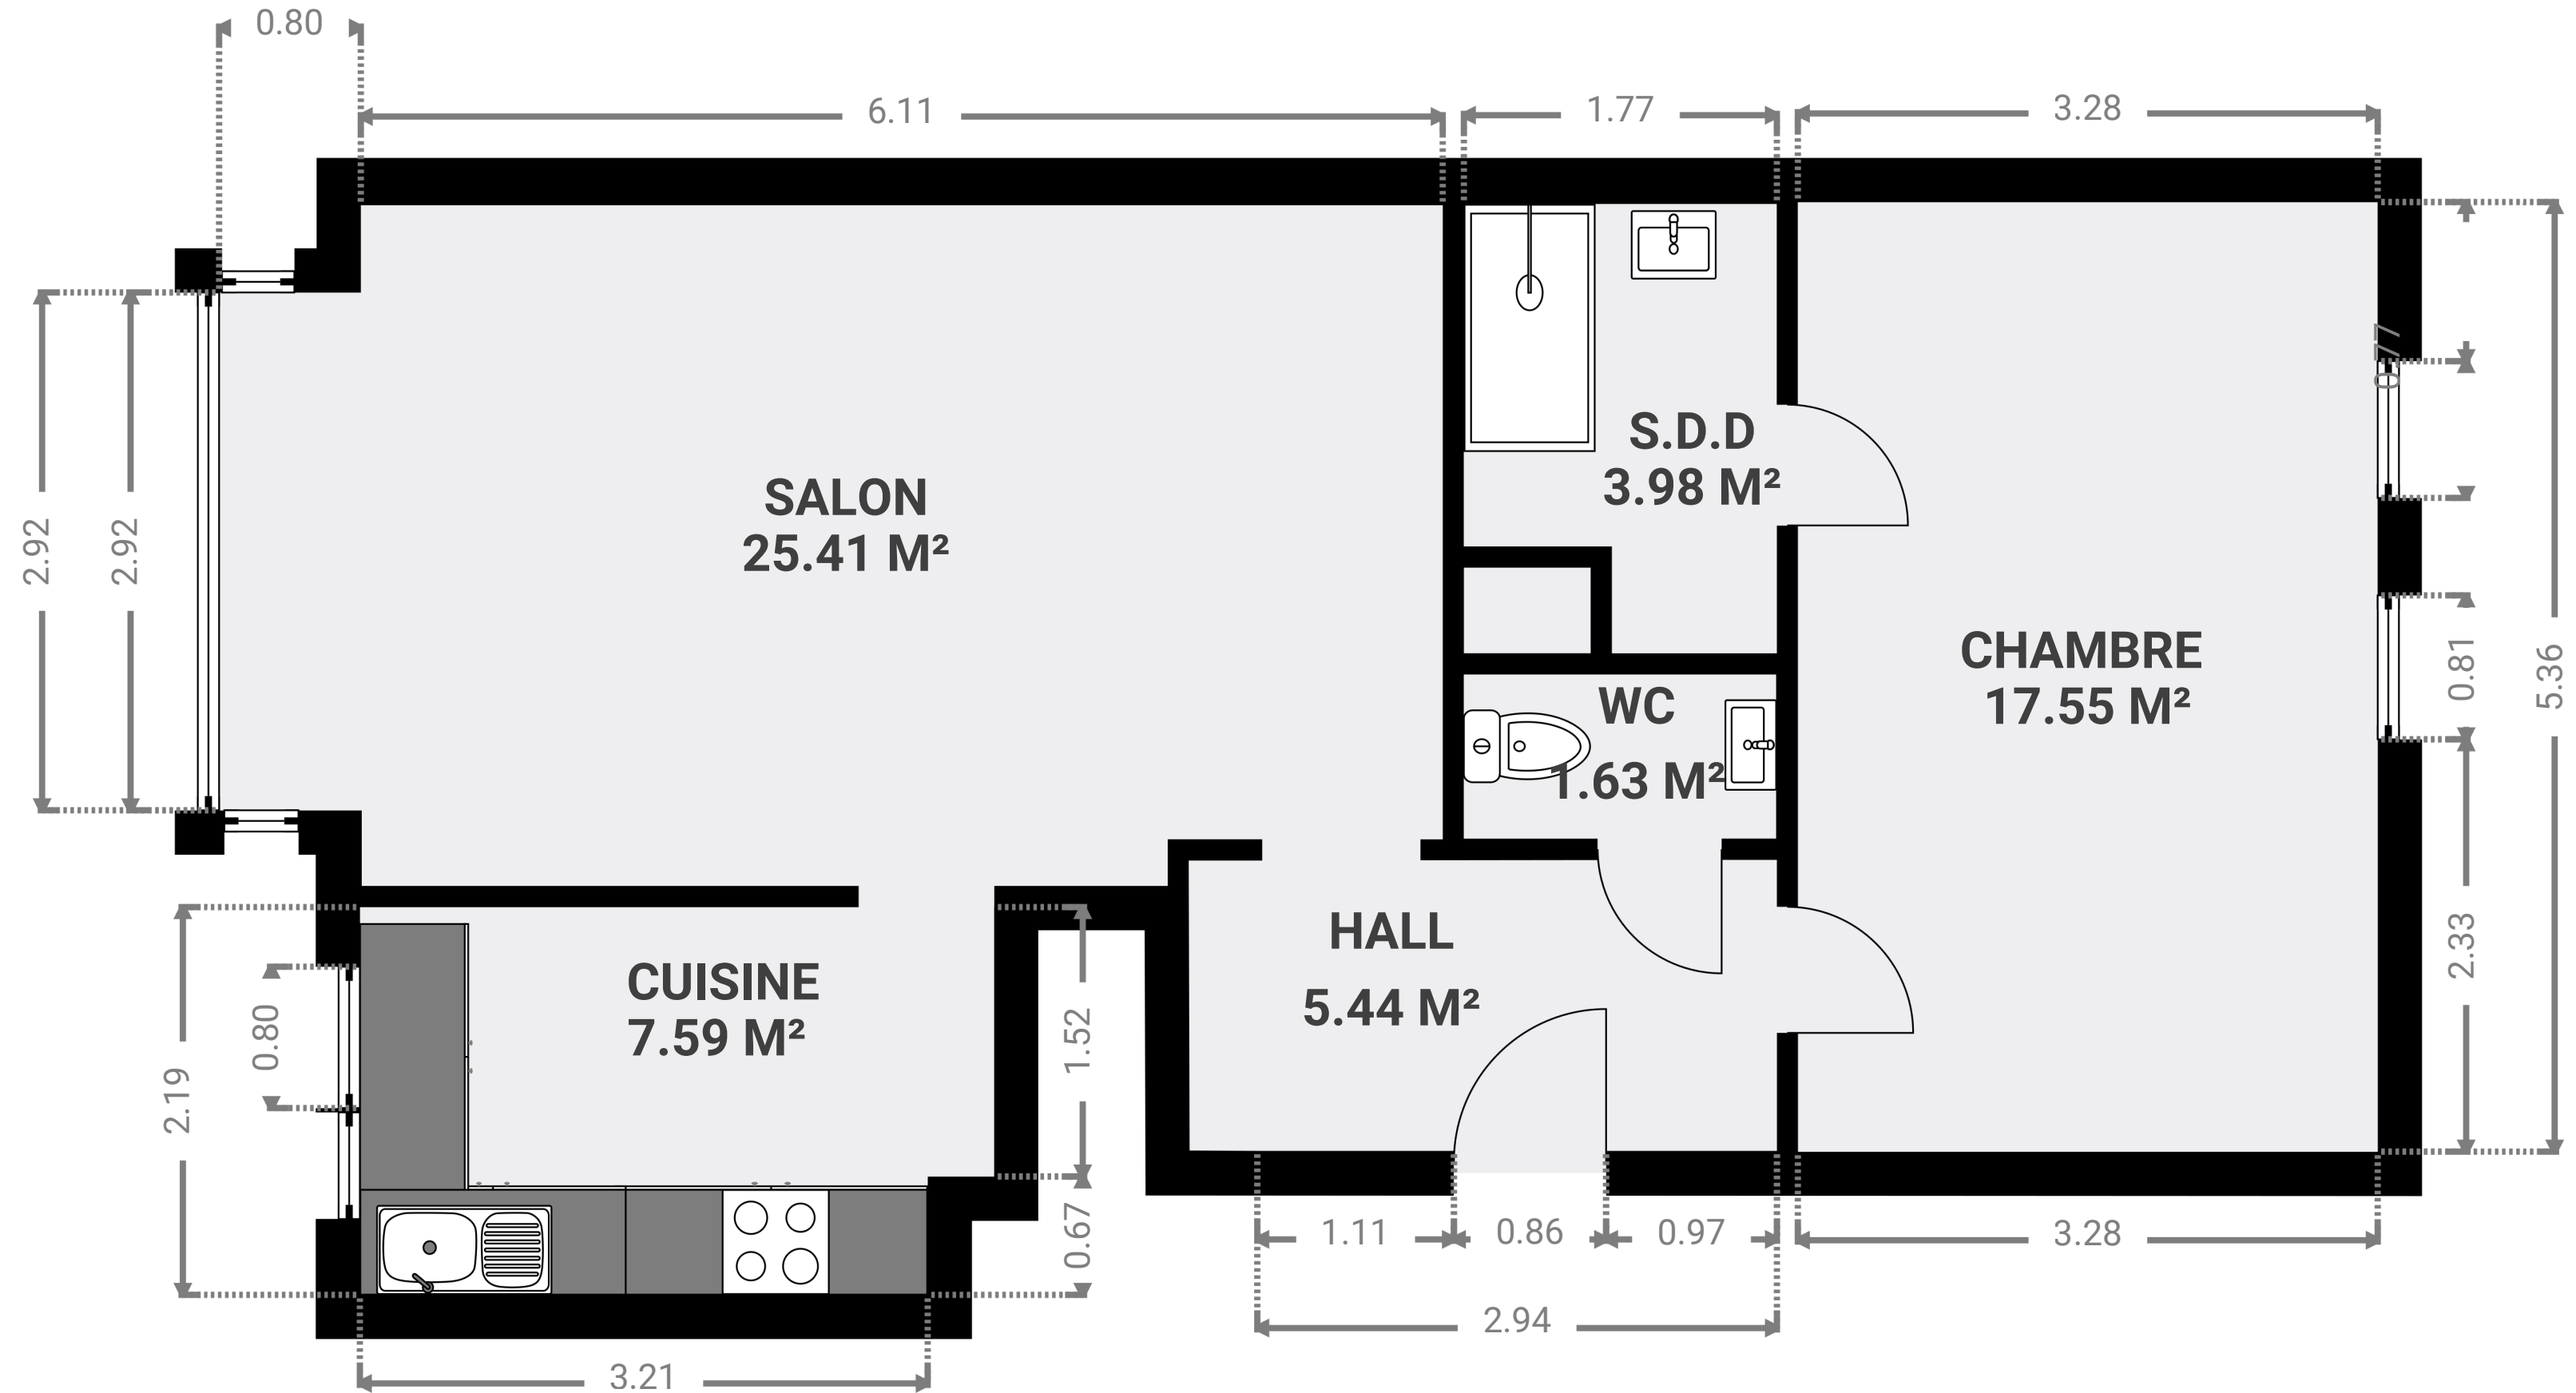 0.80
6.11
1.77
3.28
0.77
S.D.D
3.98 M²
SALON
25.41 M²
2.92
2.92
CHAMBRE
17.55 M²
0.81
5.36
WC
1.63 M²
HALL
5.44 M²
2.33
CUISINE
7.59 M²
0.80
1.52
2.19
0.67
1.11
0.86
0.97
3.28
2.94
3.21